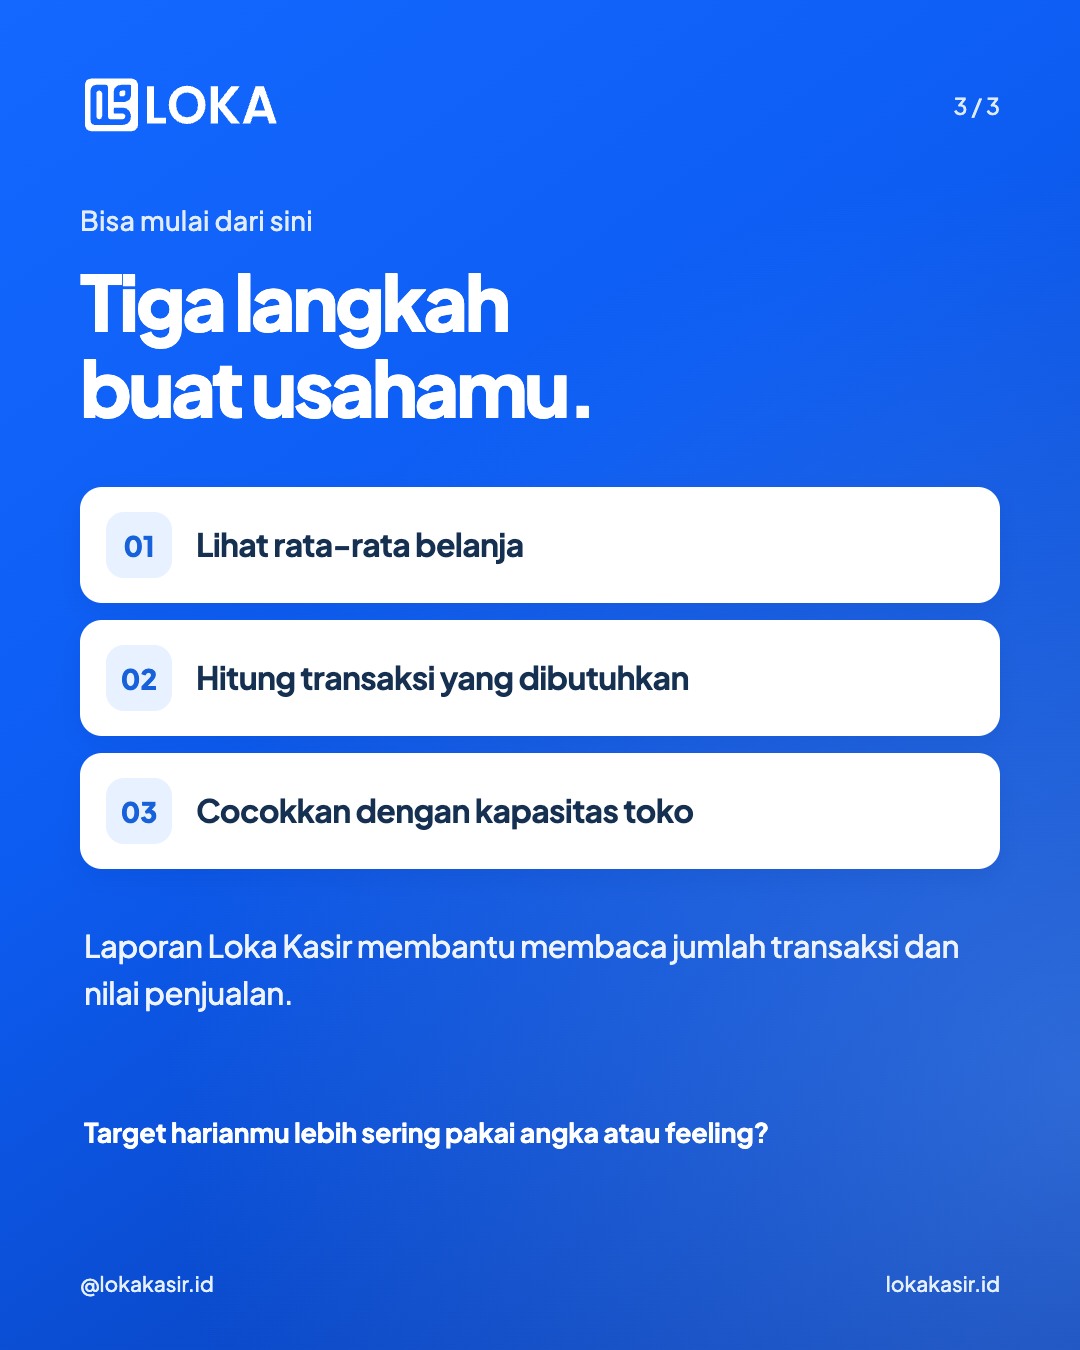 LOKA
3 / 3
Bisa mulai dari sini
Tiga langkah
buat usahamu.
01 Lihat rata-rata belanja
02 Hitung transaksi yang dibutuhkan
03 Cocokkan dengan kapasitas toko
Laporan Loka Kasir membantu membaca jumlah transaksi dan
nilai penjualan.
Target harianmu lebih sering pakai angka atau feeling?
@lokakasir.id
lokakasir.id